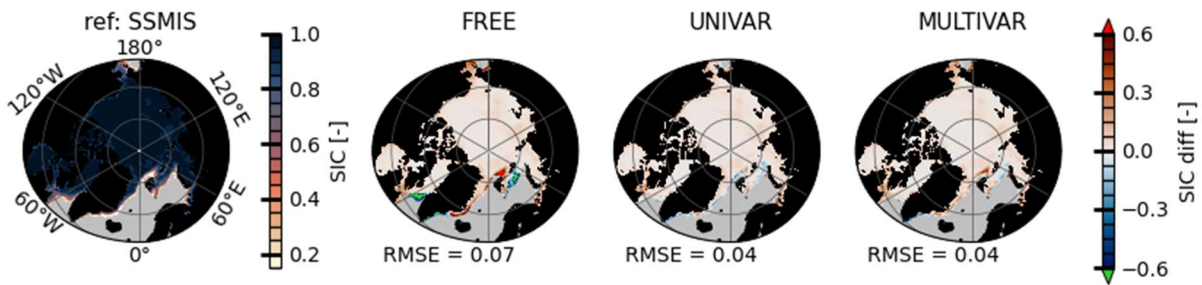 ref: SSMIS
180°
120°W
120°E
60°W
60°E
0°
1.0
0.8
0.6
0.4
0.2
SIC [-]
FREE
RMSE = 0.07
UNIVAR
RMSE = 0.04
MULTIVAR
RMSE = 0.04
0.6
0.3
0.0
−0.3
−0.6
SIC diff [-]